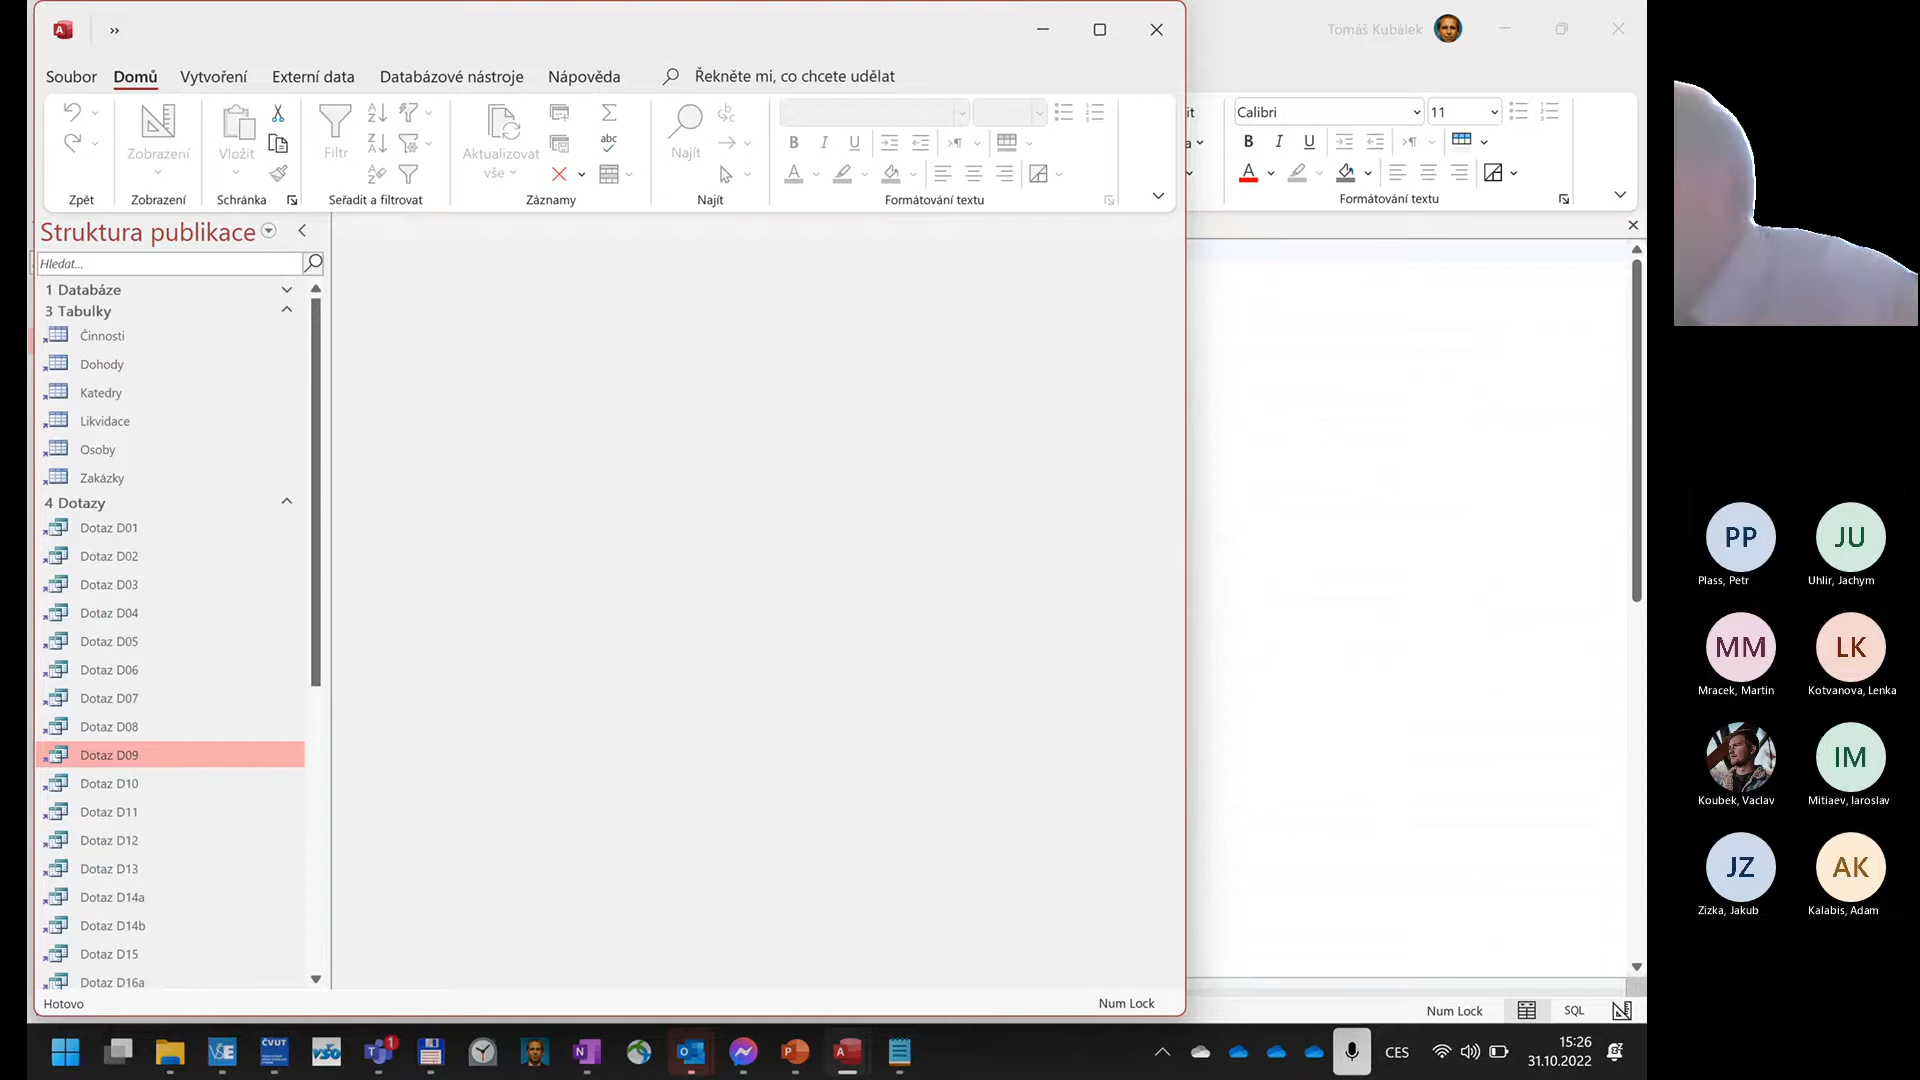 Tomáš Kubálek
Soubor Domů Vytvoření Externí data Databázové nástroje Nápověda Řekněte mi, co chcete udělat
Zobrazení Vložit Filtr Aktualizovat vše Najít
Calibri 11
Zpět Zobrazení Schránka Seřadit a filtrovat Záznamy Najít Formátování textu Formátování textu
Struktura publikace
Hledat...
1 Databáze
3 Tabulky
Činnosti
Dohody
Katedry
Likvidace
Osoby
Zakázky
4 Dotazy
Dotaz D01
Dotaz D02
Dotaz D03
Dotaz D04
Dotaz D05
Dotaz D06
Dotaz D07
Dotaz D08
Dotaz D09
Dotaz D10
Dotaz D11
Dotaz D12
Dotaz D13
Dotaz D14a
Dotaz D14b
Dotaz D15
Dotaz D16a
Hotovo Num Lock
Num Lock SQL
CES
15:26
31.10.2022
PP JU
Plass, Petr Uhlir, Jachym
MM LK
Mracek, Martin Kotvanova, Lenka
IM
Koubek, Vaclav Mitiaev, Iaroslav
JZ AK
Zizka, Jakub Kalabis, Adam